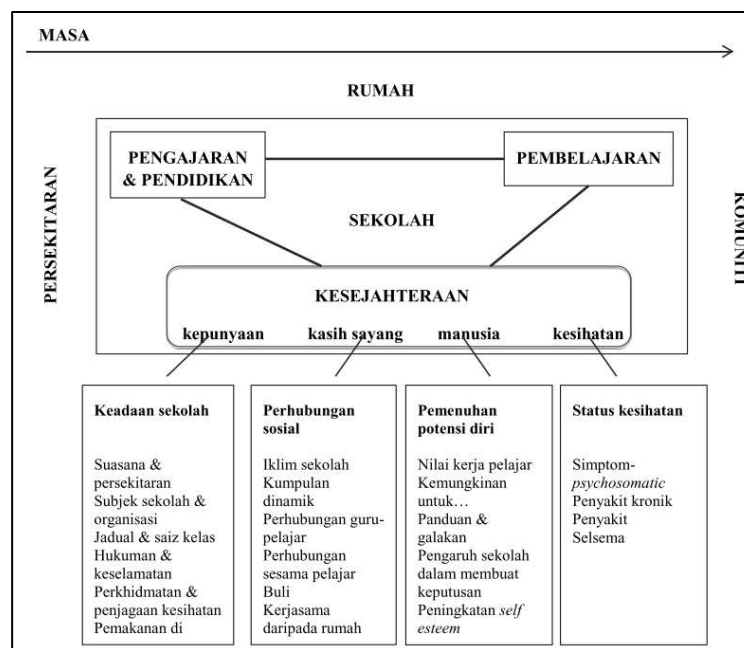 MASA
RUMAH
PERSEKITARAN
PENGAJARAN
& PENDIDIKAN
PEMBELAJARAN
SEKOLAH
KOMUNITI
KESEJAHTERAAN
kepunyaan kasih sayang manusia kesihatan
Keadaan sekolah
Suasana &
persekitaran
Subjek sekolah &
organisasi
Jadual & saiz kelas
Hukuman &
keselamatan
Perkhidmatan &
penjagaan kesihatan
Pemakanan di
Perhubungan
sosial
Iklim sekolah
Kumpulan
dinamik
Perhubungan guru-
pelajar
Perhubungan
sesama pelajar
Buli
Kerjasama
daripada rumah
Pemenuhan
potensi diri
Nilai kerja pelajar
Kemungkinan
untuk…
Panduan &
galakan
Pengaruh sekolah
dalam membuat
keputusan
Peningkatan self
esteem
Status kesihatan
Simptom-
psychosomatic
Penyakit kronik
Penyakit
Selsema